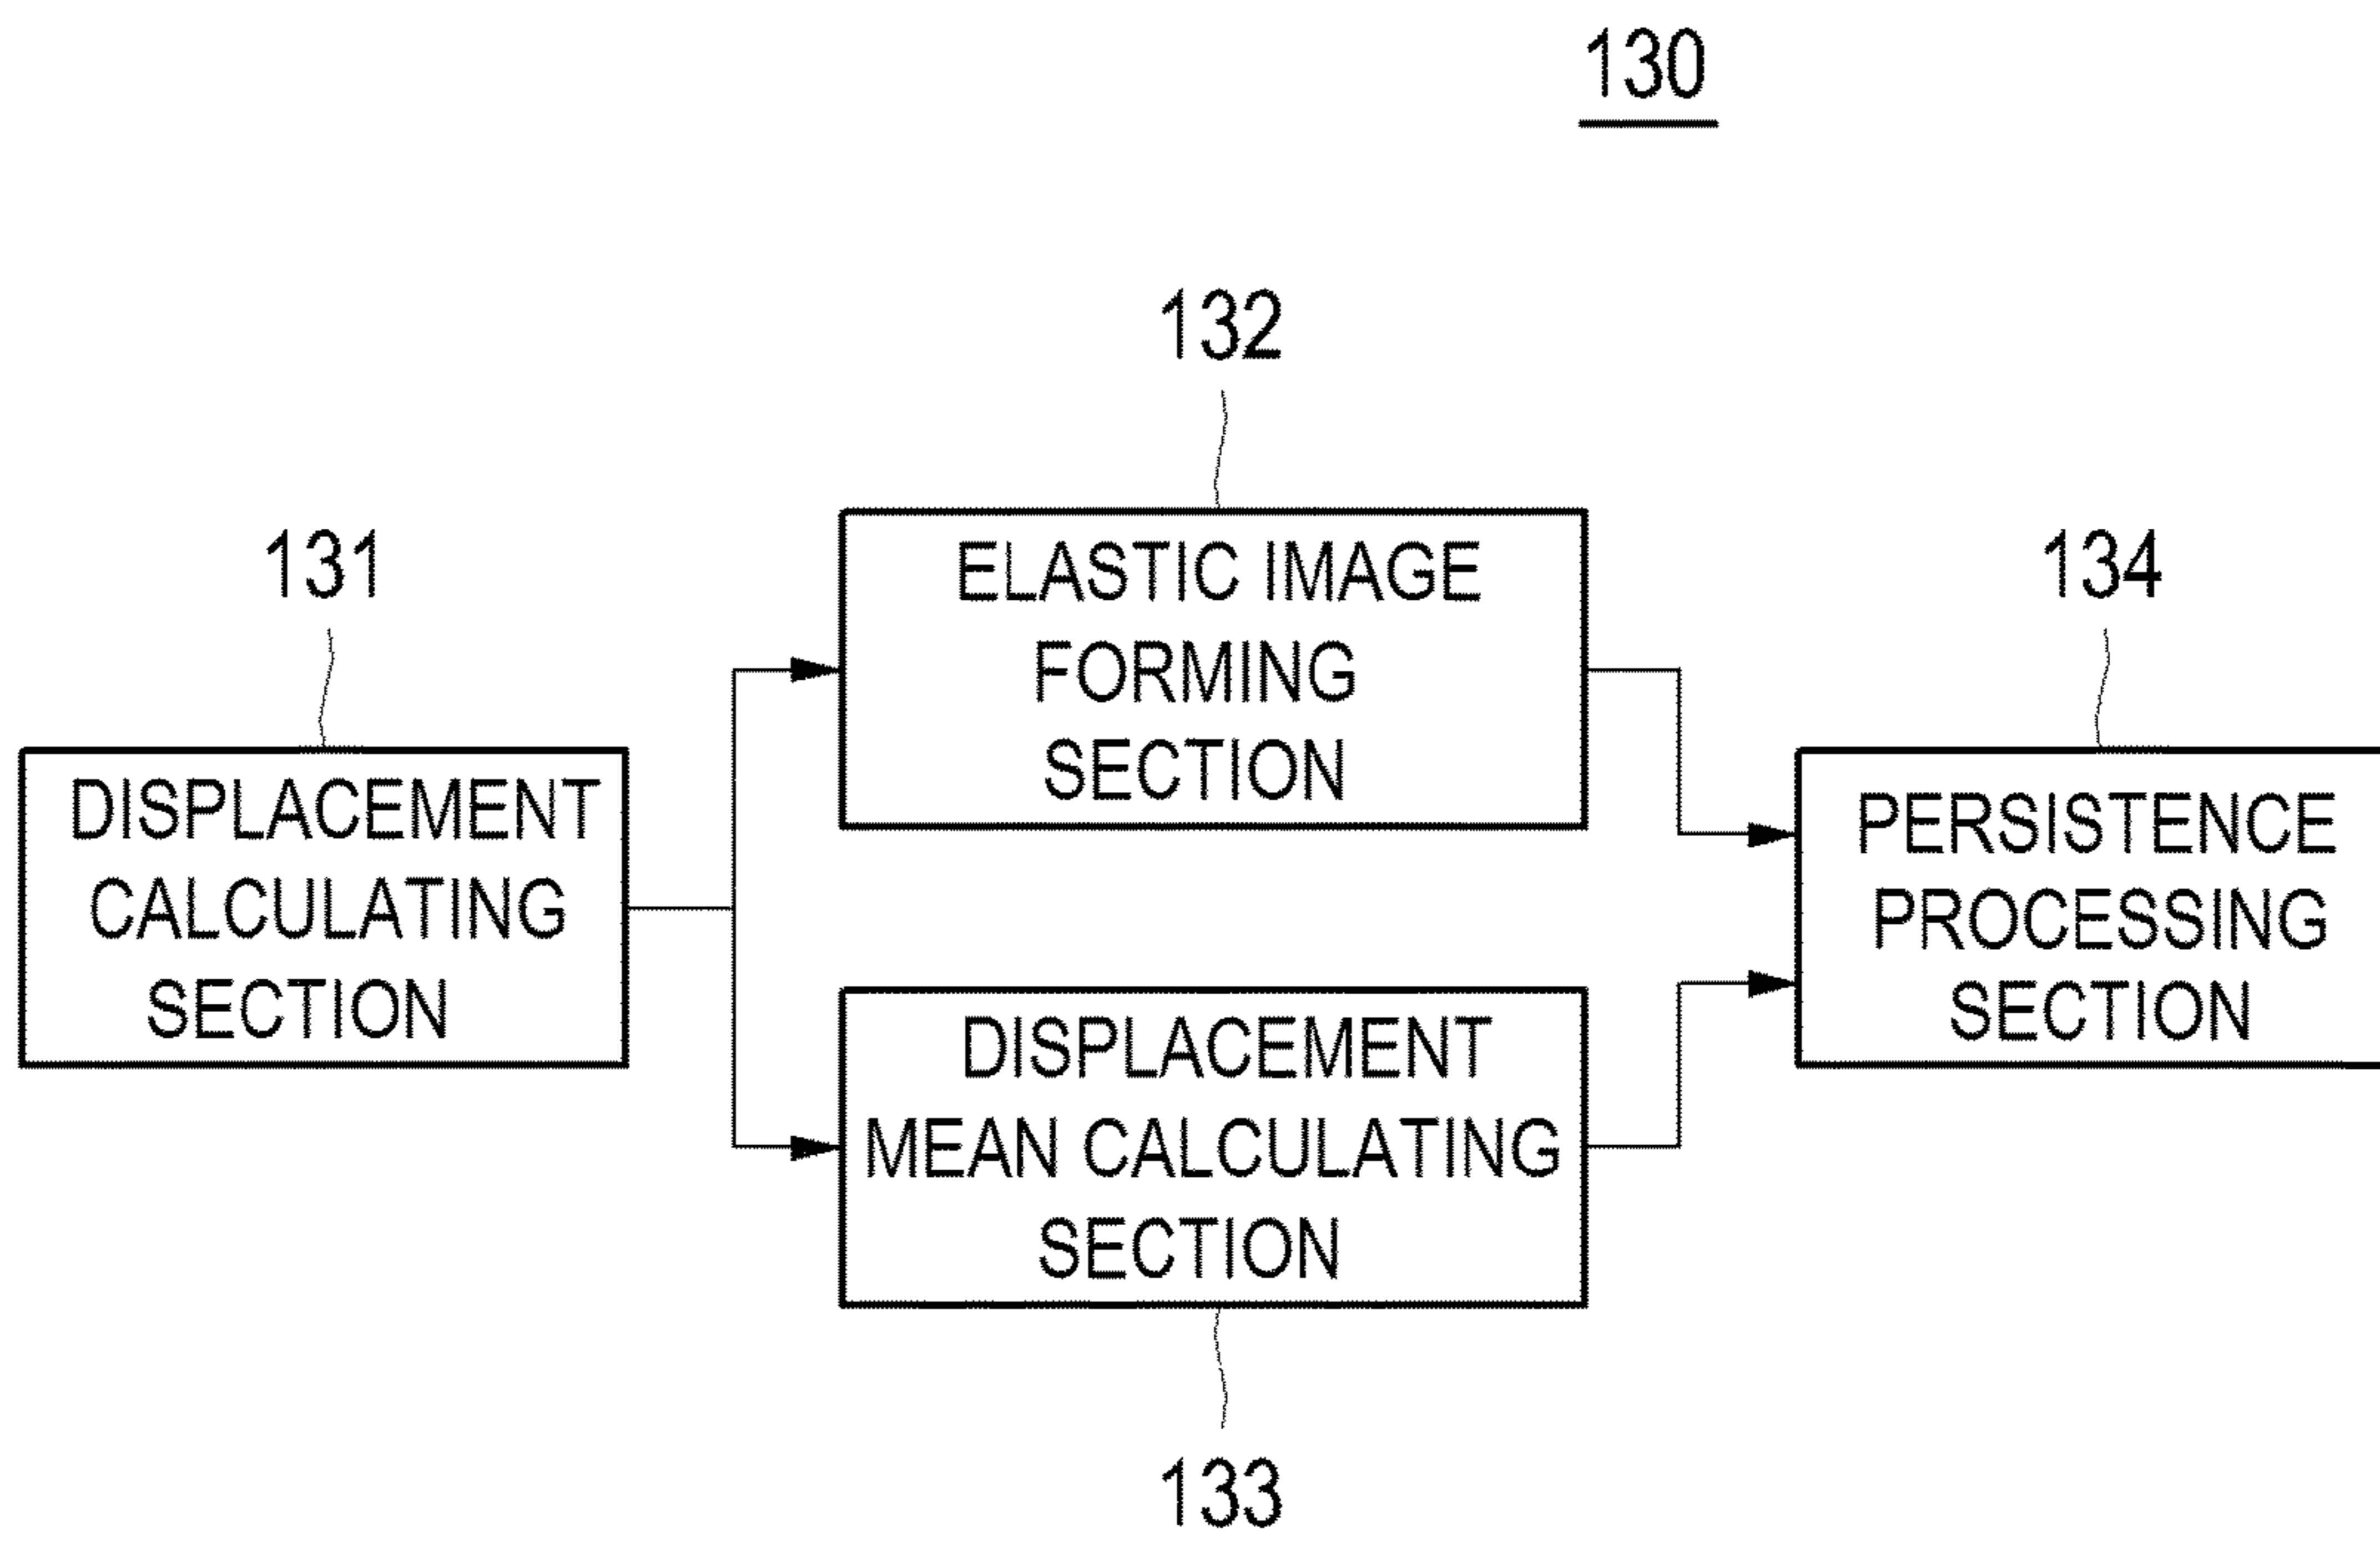 130
132
131
134
ELASTIC IMAGE
FORMING
SECTION
DISPLACEMENT
CALCULATING
SECTION
PERSISTENCE
PROCESSING
SECTION
DISPLACEMENT
MEAN CALCULATING
SECTION
133